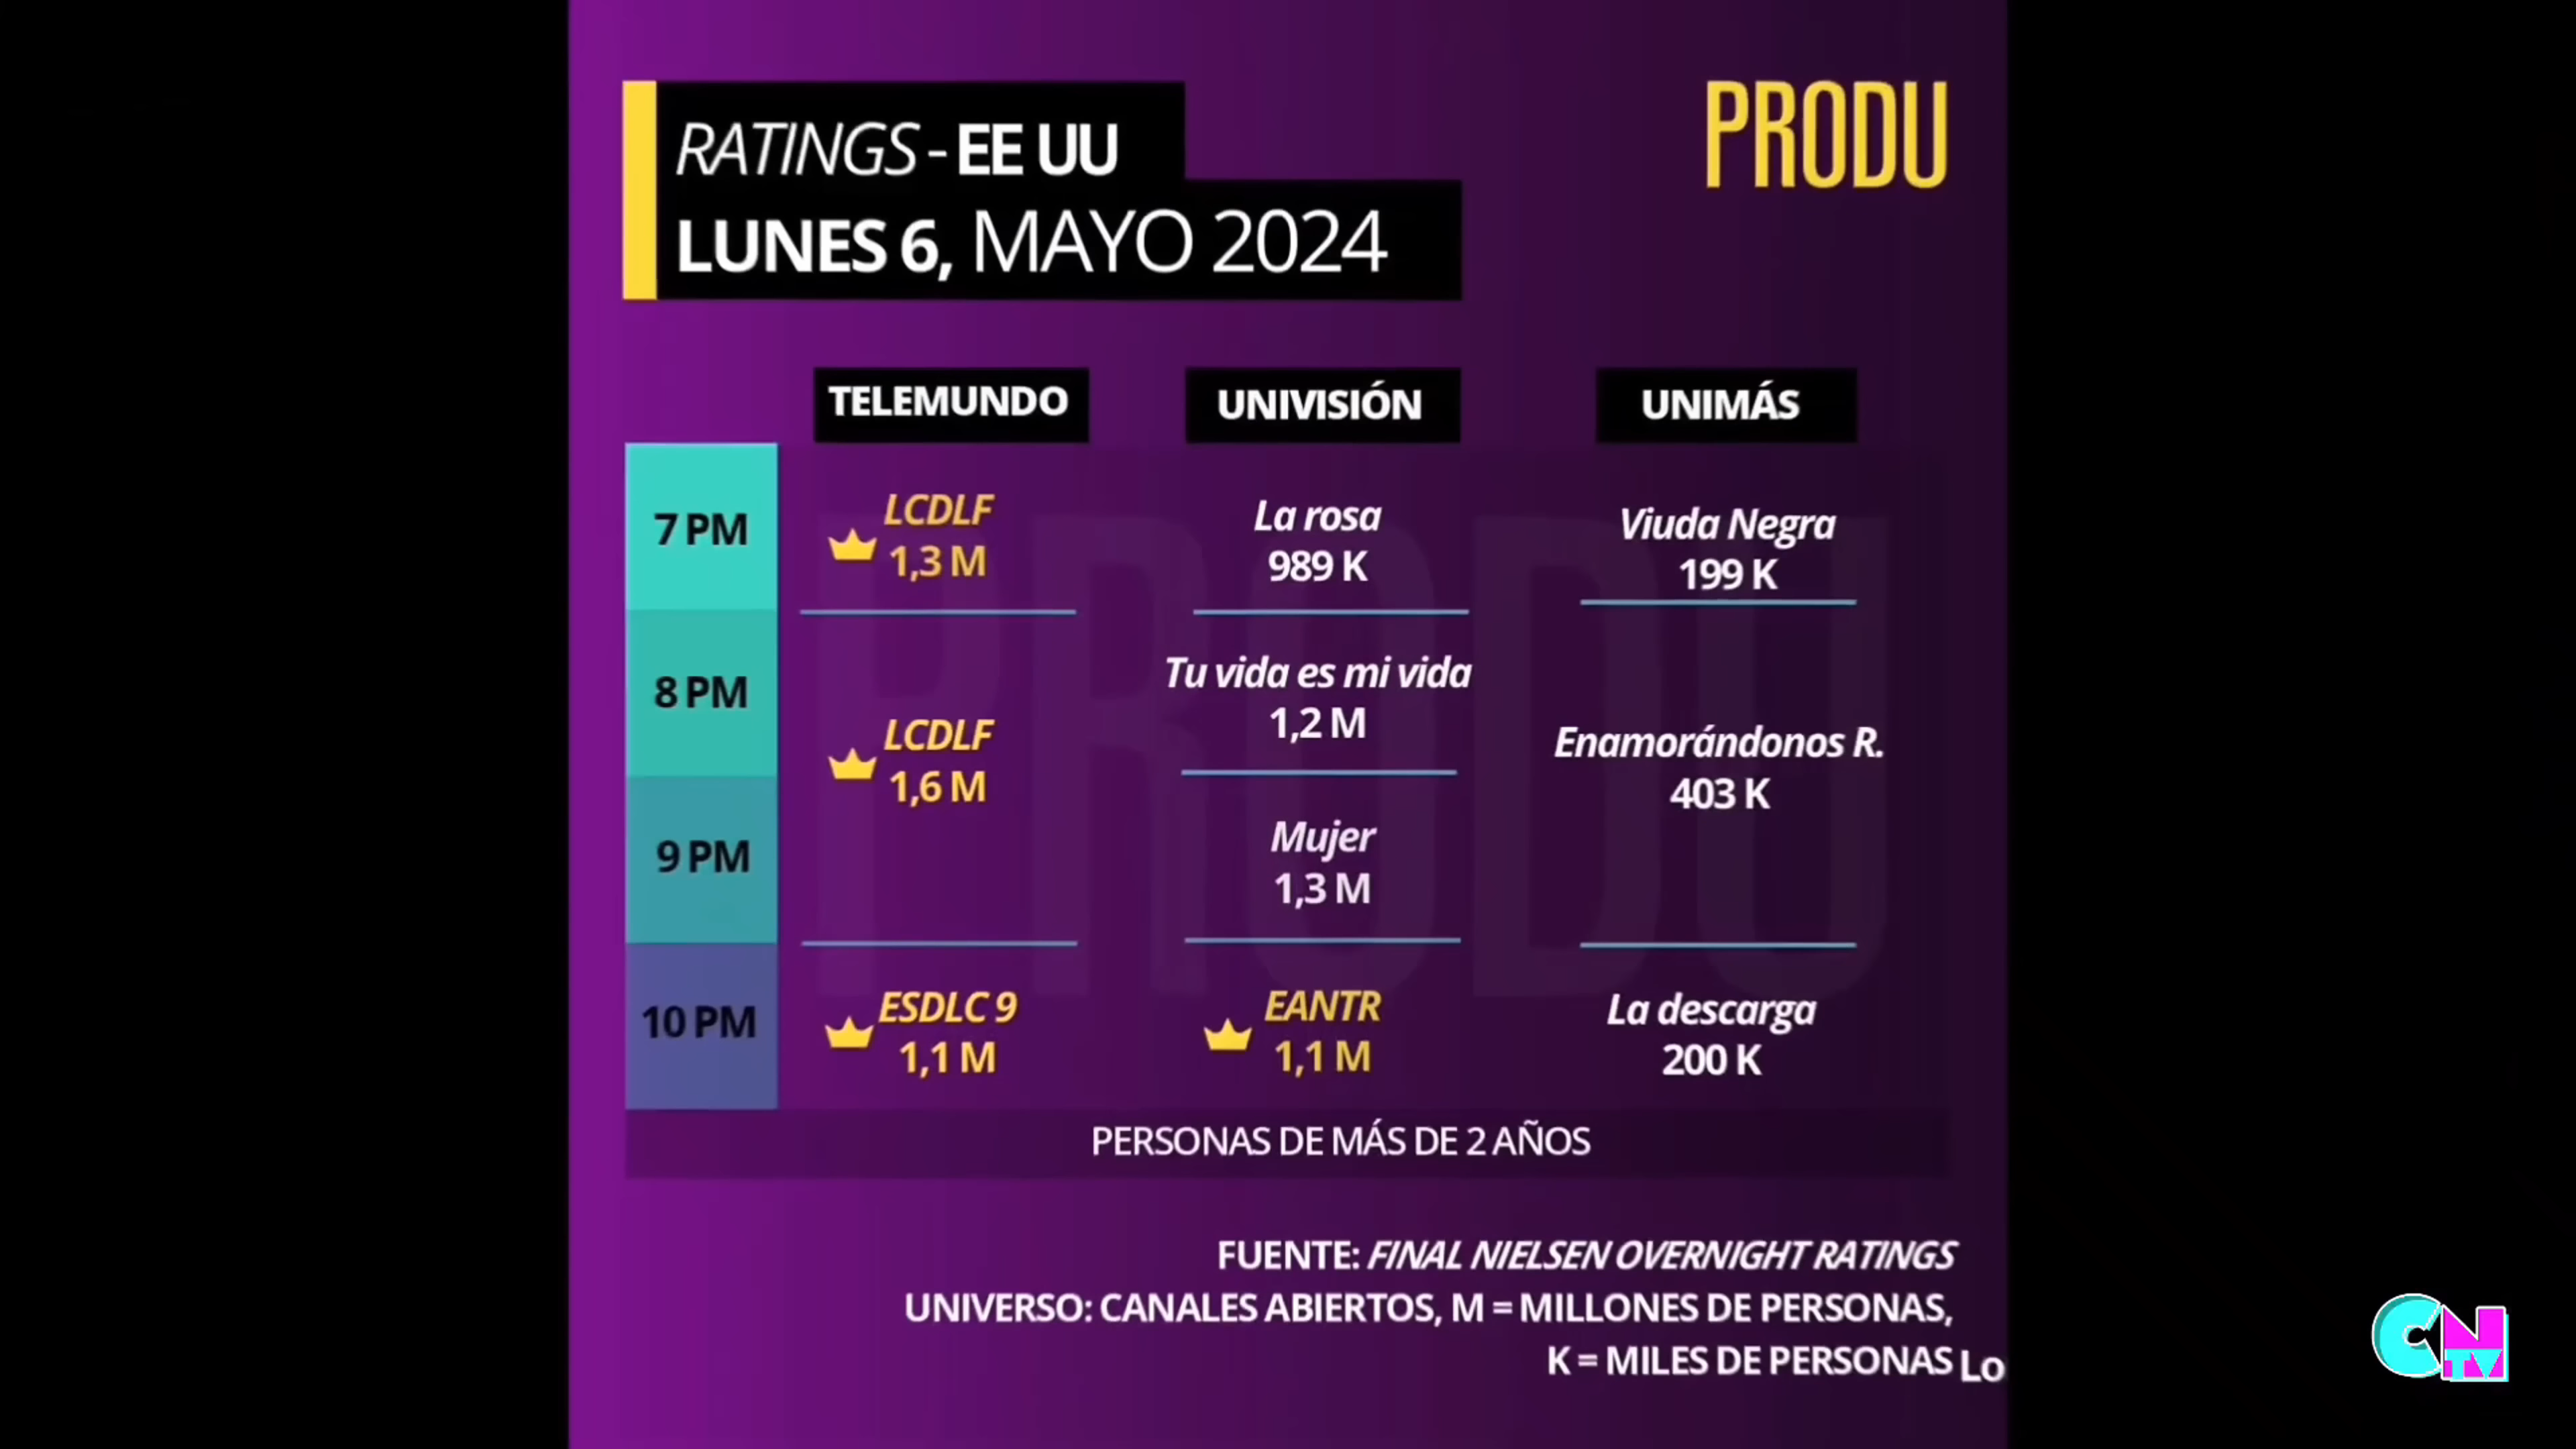 RATINGS - EE UU
PRODU
LUNES 6, MAYO 2024
TELEMUNDO
UNIVISIÓN
UNIMÁS
7 PM
LCDLF
1,3 M
La rosa
989 K
Viuda Negra
199 K
8 PM
LCDLF
1,6 M
Tu vida es mi vida
1,2 M
Enamorándonos R.
403 K
9 PM
Mujer
1,3 M
10 PM
ESDLC 9
1,1 M
EANTR
1,1 M
La descarga
200 K
PERSONAS DE MÁS DE 2 AÑOS
FUENTE: FINAL NIELSEN OVERNIGHT RATINGS
UNIVERSO: CANALES ABIERTOS, M = MILLONES DE PERSONAS,
K = MILES DE PERSONAS Lo
CN
TV